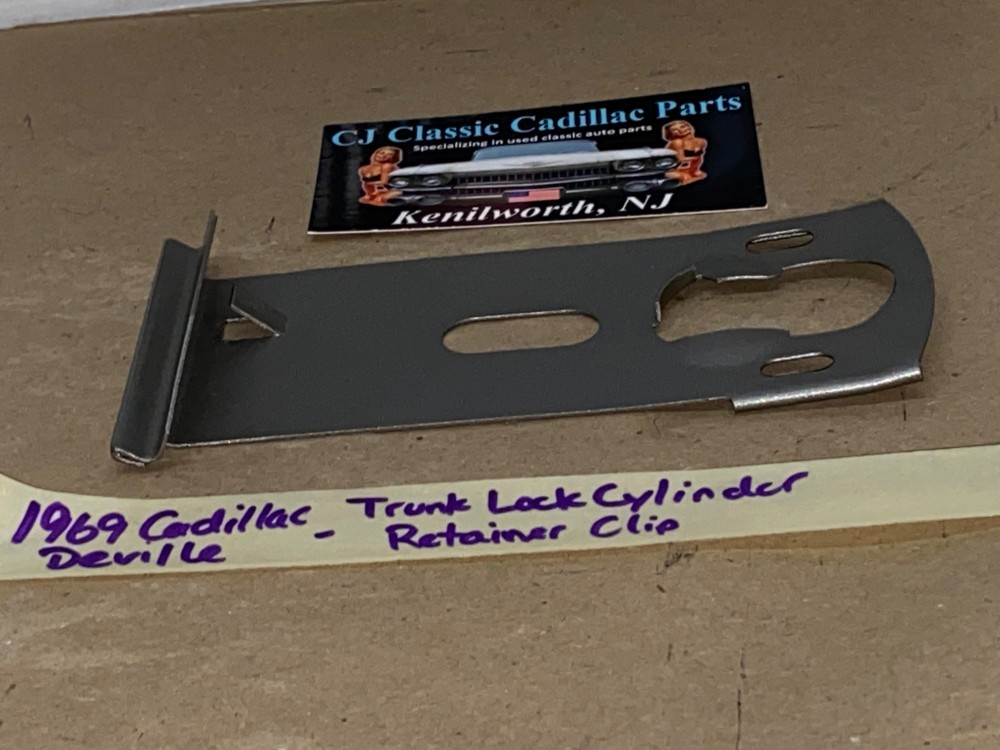 CJ Classic Cadillac Parts
Specializing in used classic auto parts
Kenilworth, NJ
1969 Cadillac - Trunk Lock Cylinder
Deville Retainer Clip